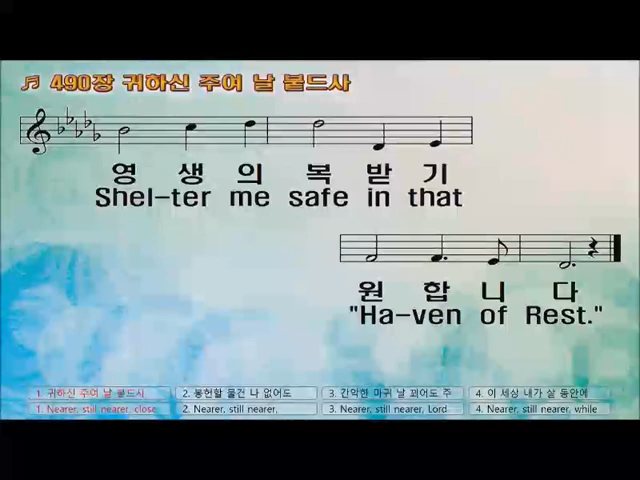 ♬ 490장 귀하신 주여 날 붙드사
영 생 의 복 받 기
Shel-ter me safe in that
원 합 니 다
"Ha-ven of Rest."
1. 귀하신 주여 날 붙드시 2. 봉헌할 물건 나 없어도 3. 간악한 마귀 날 꾀어도 주 4. 이 세상 내가 살 동안에
1. Nearer, still nearer, close 2. Nearer, still nearer, 3. Nearer, still nearer, Lord 4. Nearer, still nearer, while